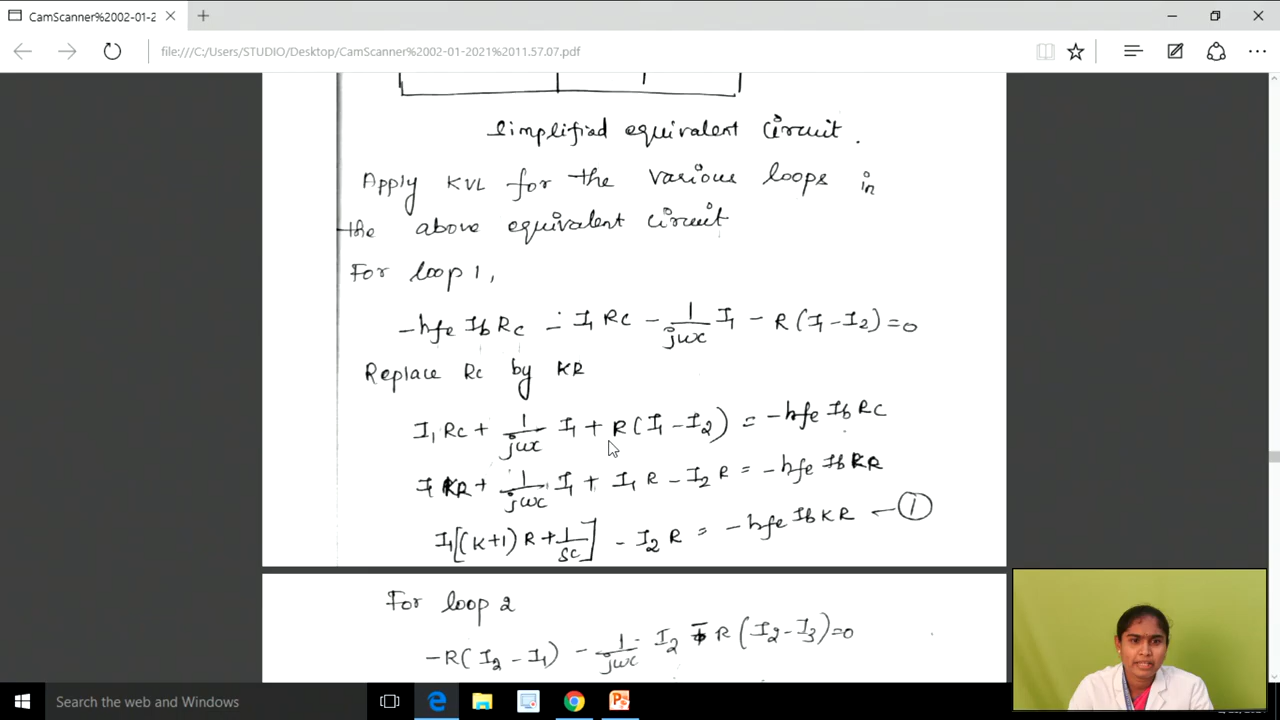 CamScanner%2002-01-2
file:///C:/Users/STUDIO/Desktop/CamScanner%2002-01-2021%2011.57.07.pdf
Simplified equivalent circuit.
Apply KVL for the various loops in
the above equivalent circuit
For loop 1,
-hfe Ib Rc - I1 Rc - 1/jωc I1 - R (I1 - I2) = 0
Replace Rc by KR
I1 Rc + 1/jωc I1 + R (I1 - I2) = -hfe Ib Rc
I1 KR + 1/jωc I1 + I1 R - I2 R = -hfe Ib KR
I1 [(K+1) R + 1/sc] - I2 R = -hfe Ib KR — ①
For loop 2
-R (I2 - I1) - 1/jωc I2 - R (I2 - I3) = 0
Search the web and Windows